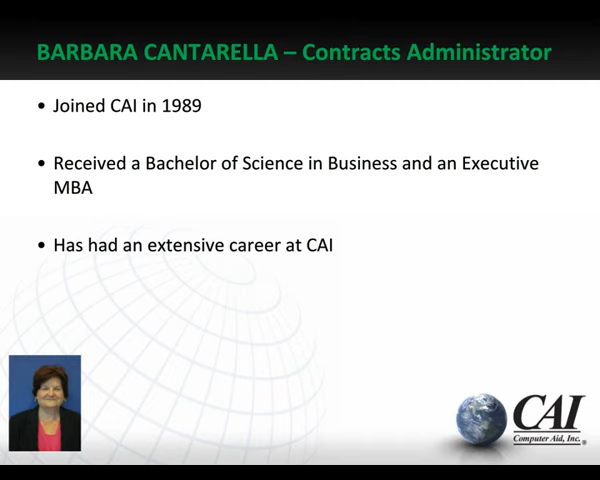 BARBARA CANTARELLA – Contracts Administrator
• Joined CAI in 1989
• Received a Bachelor of Science in Business and an Executive
MBA
• Has had an extensive career at CAI
CAI
Computer Aid, Inc.®